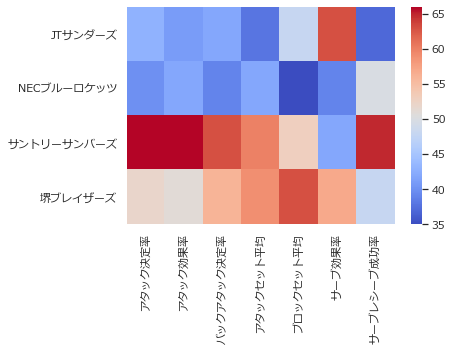 JTサンダーズ
NECブルーロケッツ
サントリーサンバーズ
堺ブレイザーズ
アタック決定率
アタック効果率
バックアタック決定率
アタックセット平均
ブロックセット平均
サーブ効果率
サーブレシーブ成功率
65
60
55
50
45
40
35